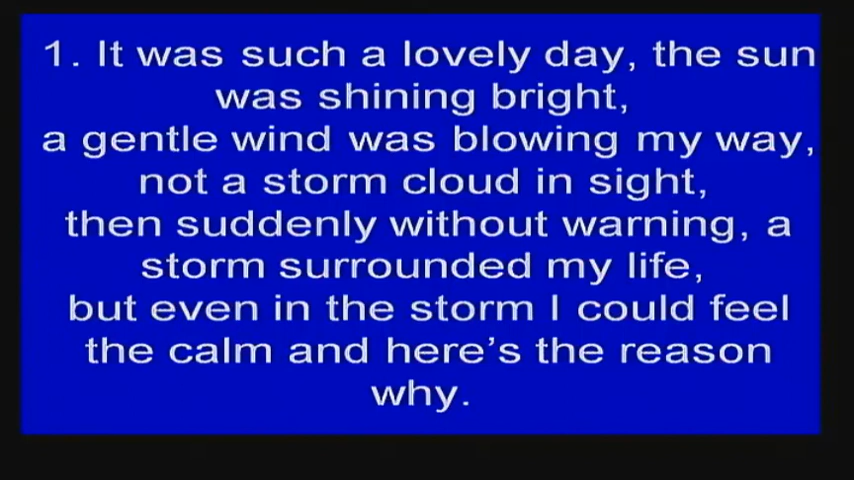 1. It was such a lovely day, the sun
was shining bright,
a gentle wind was blowing my way,
not a storm cloud in sight,
then suddenly without warning, a
storm surrounded my life,
but even in the storm I could feel
the calm and here’s the reason
why.